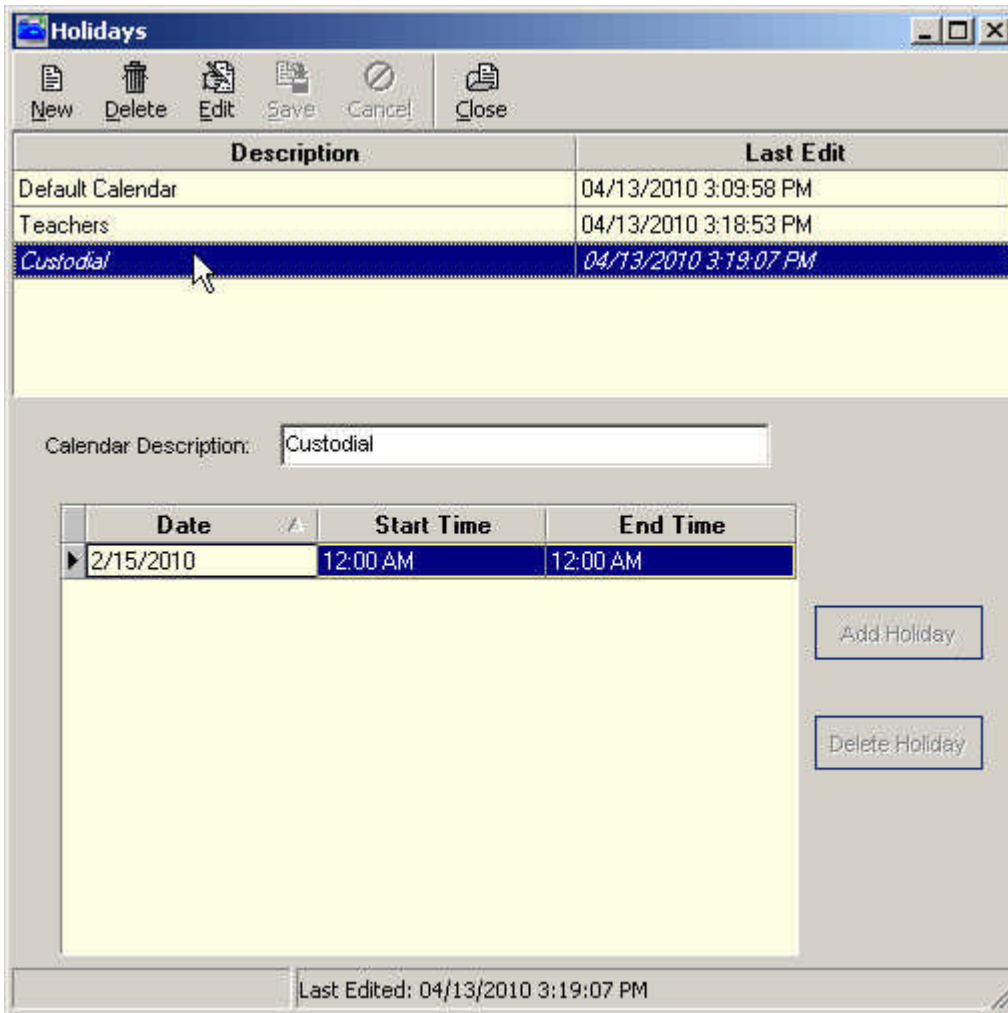 Holidays
New Delete Edit Save Cancel Close
Description Last Edit
Default Calendar 04/13/2010 3:09:58 PM
Teachers 04/13/2010 3:18:53 PM
Custodial 04/13/2010 3:19:07 PM
Calendar Description: Custodial
Date Start Time End Time
2/15/2010 12:00 AM 12:00 AM
Add Holiday
Delete Holiday
Last Edited: 04/13/2010 3:19:07 PM